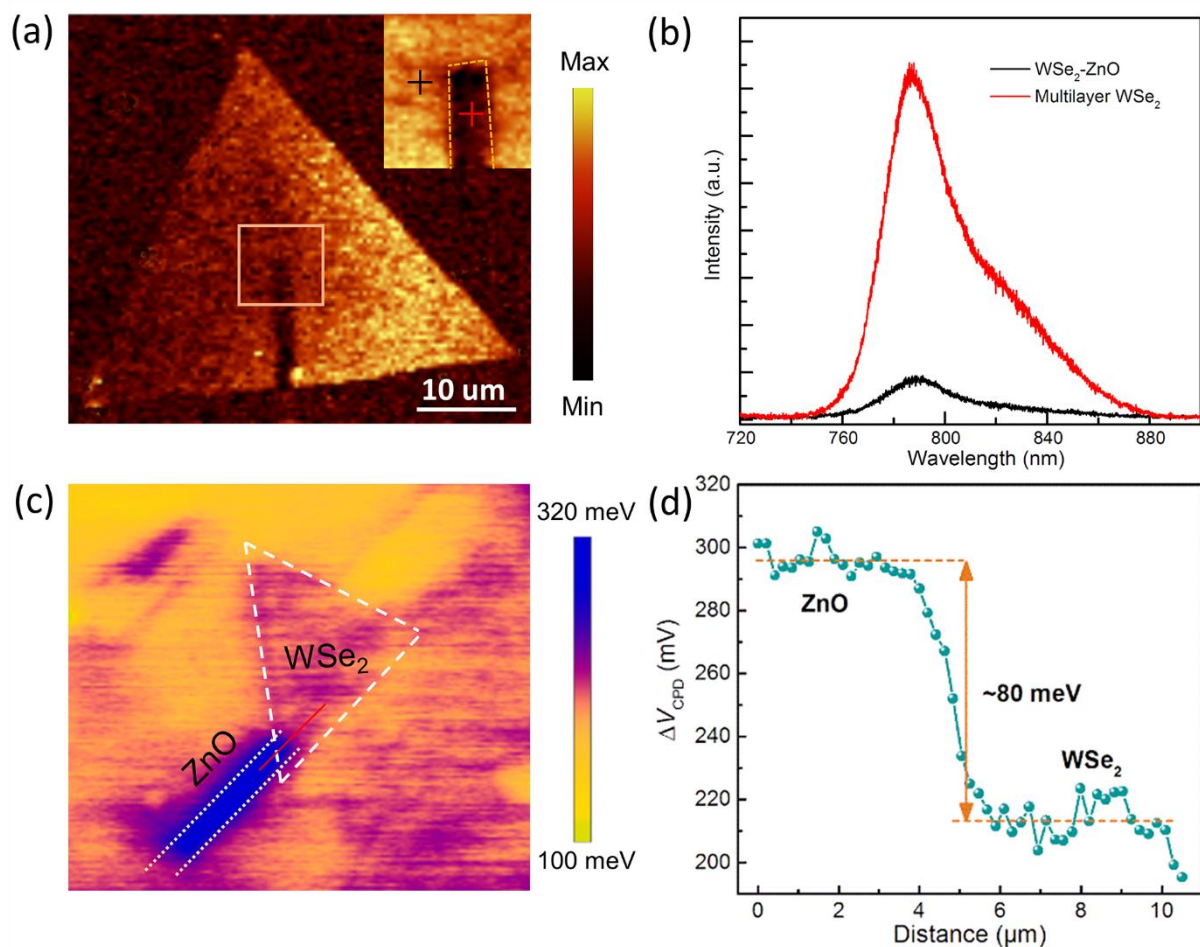 (a)
Max
Min
10 um
(b)
WSe₂-ZnO
Multilayer WSe₂
Intensity (a.u.)
720 760 800 840 880
Wavelength (nm)
(c)
320 meV
100 meV
WSe₂
ZnO
(d)
320
300
280
260
240
220
200
ΔV_CPD (mV)
ZnO
~80 meV
WSe₂
0 2 4 6 8 10
Distance (μm)